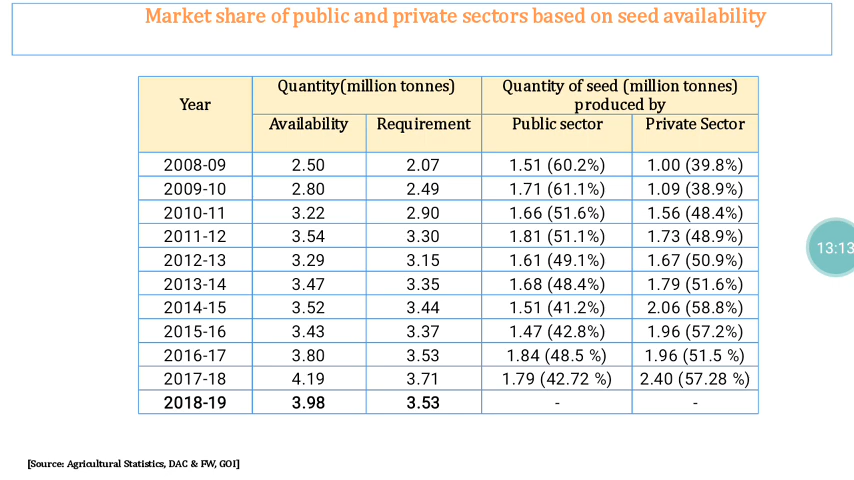 Market share of public and private sectors based on seed availability
Year Quantity(million tonnes) Quantity of seed (million tonnes) produced by
Availability Requirement Public sector Private Sector
2008-09 2.50 2.07 1.51 (60.2%) 1.00 (39.8%)
2009-10 2.80 2.49 1.71 (61.1%) 1.09 (38.9%)
2010-11 3.22 2.90 1.66 (51.6%) 1.56 (48.4%)
2011-12 3.54 3.30 1.81 (51.1%) 1.73 (48.9%)
2012-13 3.29 3.15 1.61 (49.1%) 1.67 (50.9%)
2013-14 3.47 3.35 1.68 (48.4%) 1.79 (51.6%)
2014-15 3.52 3.44 1.51 (41.2%) 2.06 (58.8%)
2015-16 3.43 3.37 1.47 (42.8%) 1.96 (57.2%)
2016-17 3.80 3.53 1.84 (48.5 %) 1.96 (51.5 %)
2017-18 4.19 3.71 1.79 (42.72 %) 2.40 (57.28 %)
2018-19 3.98 3.53 - -
13:13
[Source: Agricultural Statistics, DAC & FW, GOI]